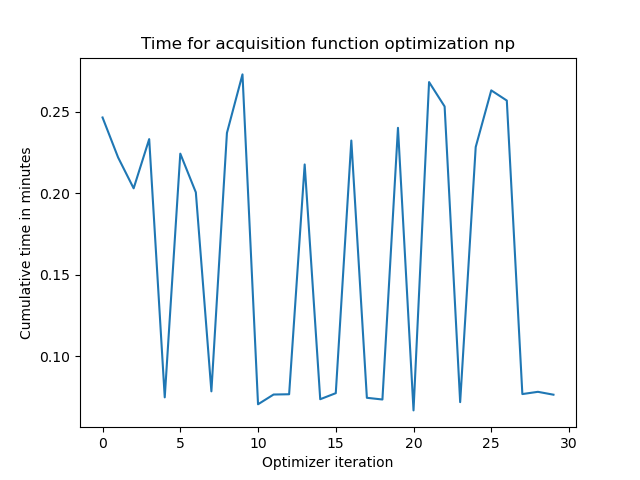 Time for acquisition function optimization np
Cumulative time in minutes
0.25
0.20
0.15
0.10
0 5 10 15 20 25 30
Optimizer iteration